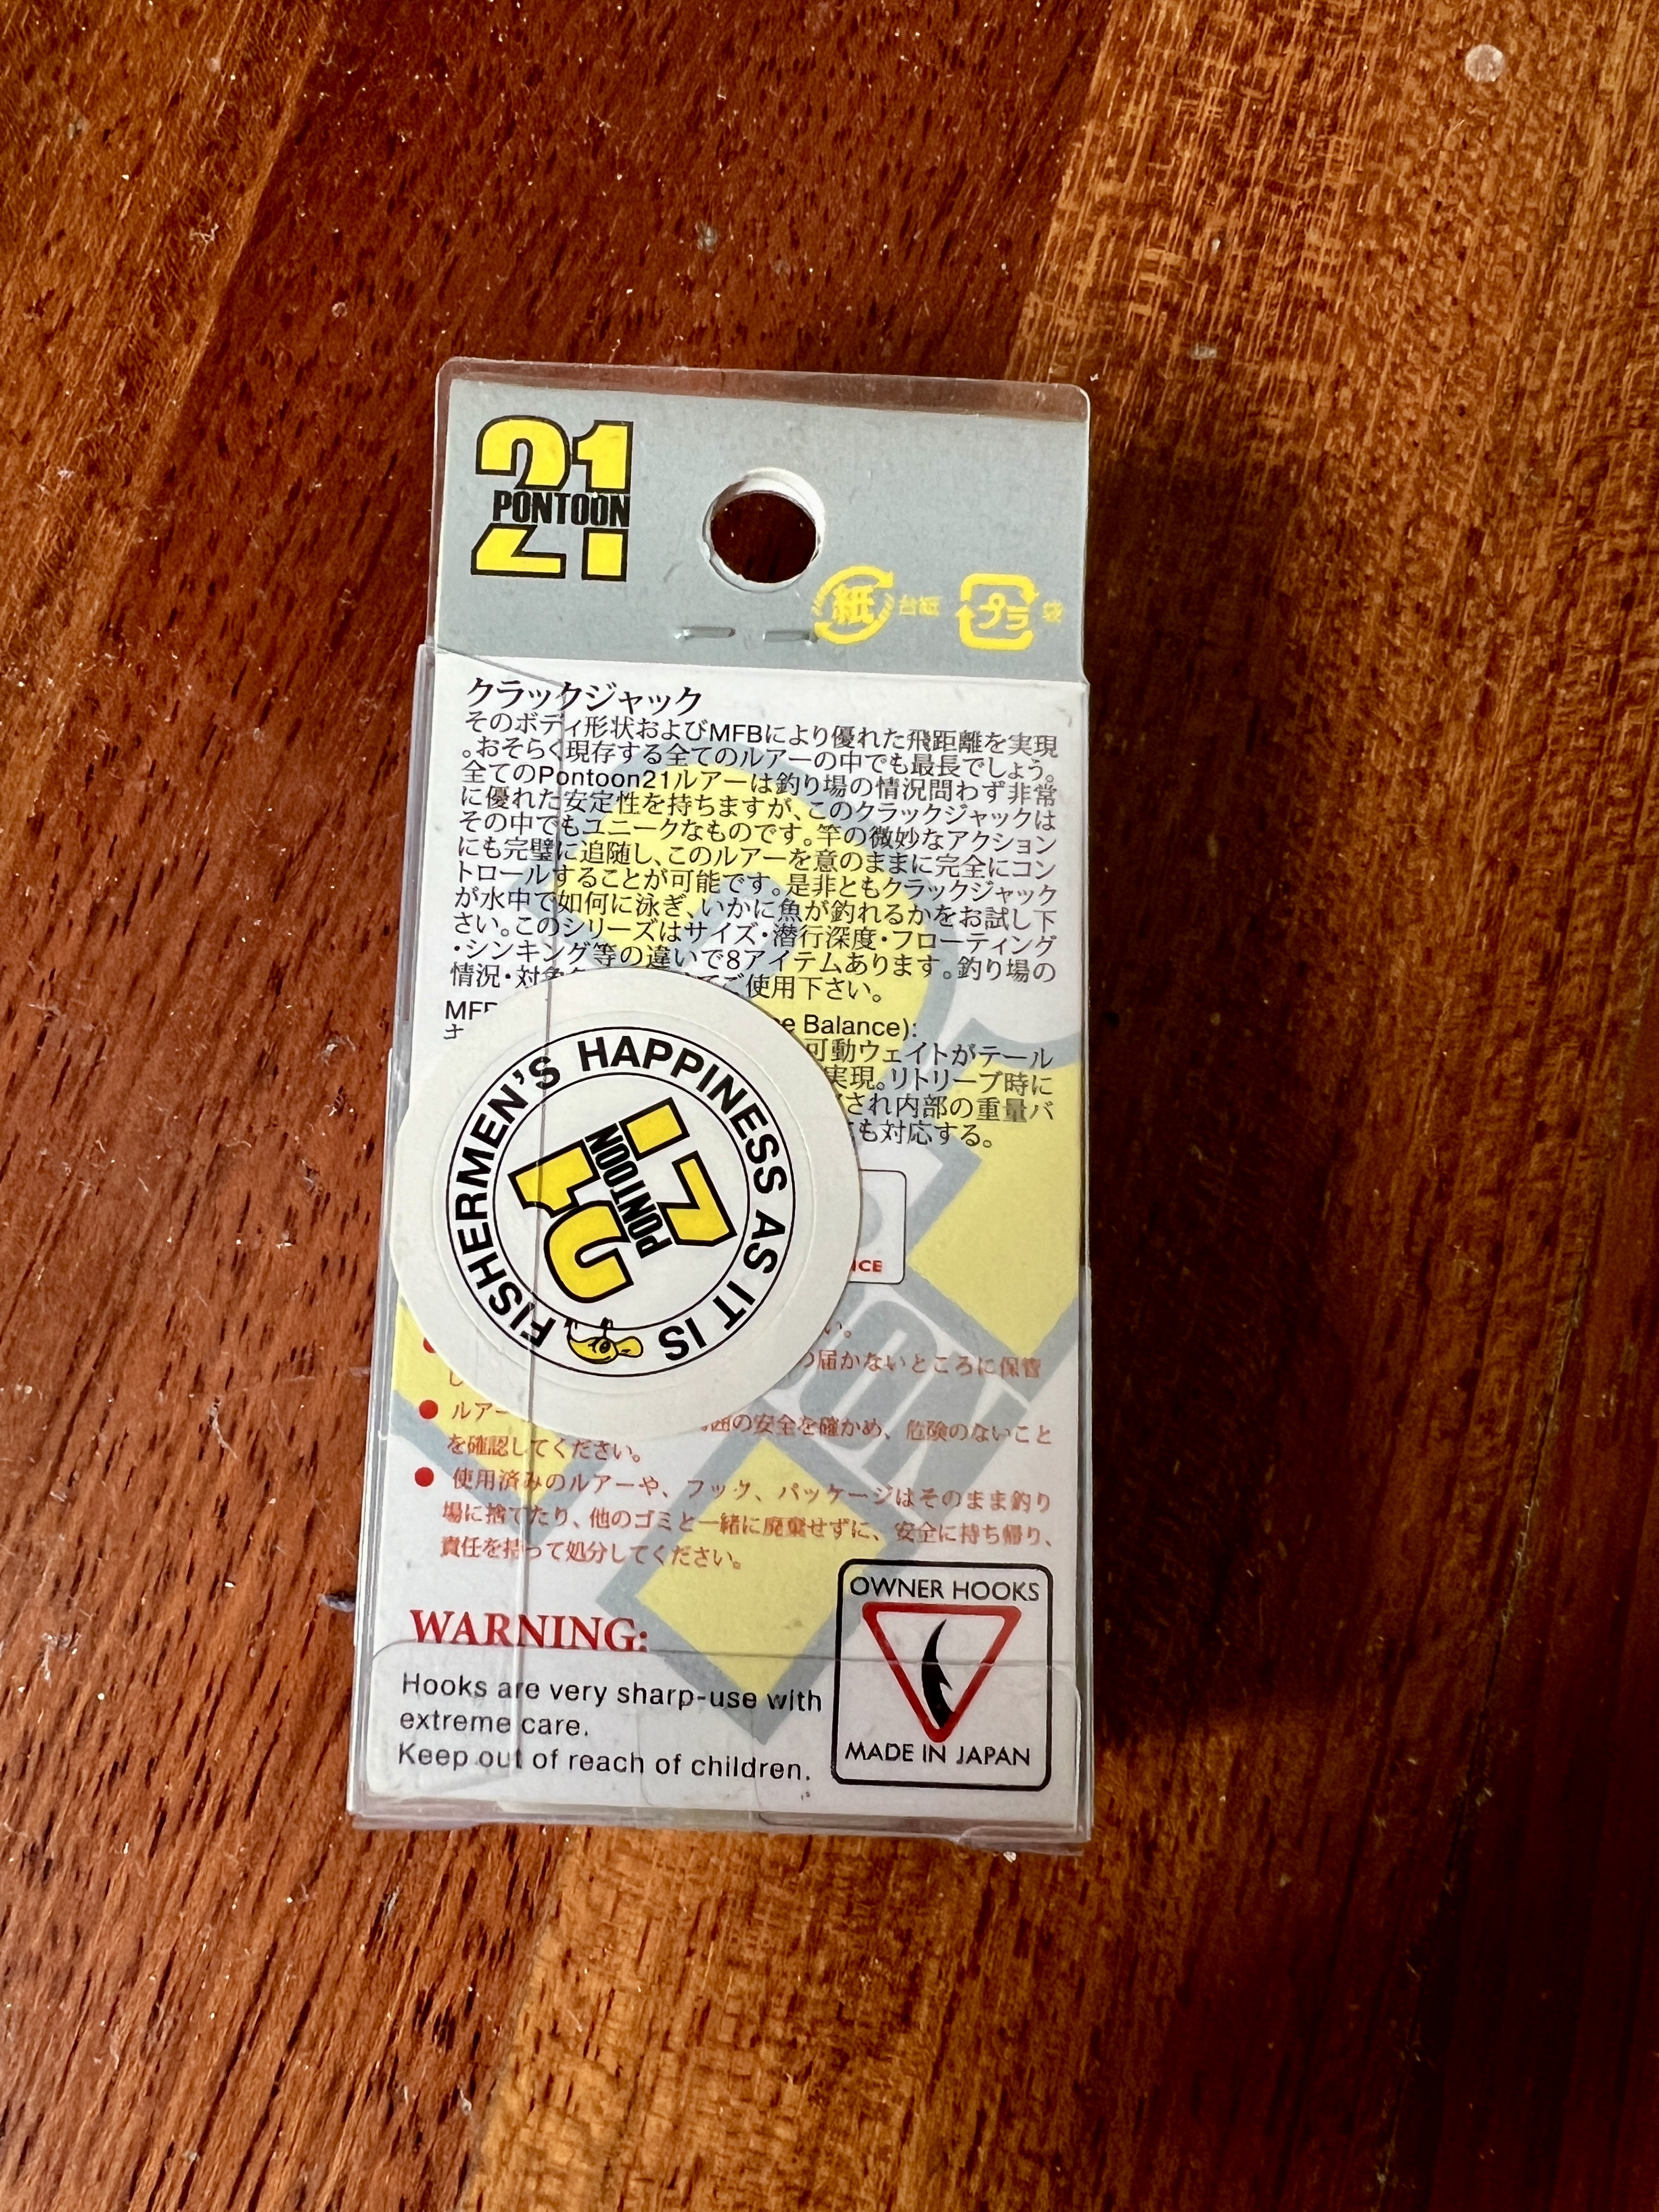 21
PONTOON
紙 台紙 プラ 袋
クラックジャック
そのボディ形状およびMFBにより優れた飛距離を実現
。おそらく現存する全てのルアーの中でも最長でしょう。
全てのPontoon21ルアーは釣り場の情況問わず非常
に優れた安定性を持ちますが、このクラックジャックは
その中でもユニークなものです。竿の微妙なアクション
にも完璧に追随し、このルアーを意のままに完全にコン
トロールすることが可能です。是非ともクラックジャック
が水中で如何に泳ぎ、いかに魚が釣れるかをお試し下
さい。このシリーズはサイズ・潜行深度・フローティング
・シンキング等の違いで8アイテムあります。釣り場の
情況・対象 ご使用下さい。
Balance):
可動ウェイトがテール
実現。リトリーブ時に
され内部の重量バ
も対応する。
FISHERMEN'S HAPPINESS AS IT IS
21
PONTOON
い。
届かないところに保管
し
● ルアー の安全を確かめ、危険のないこと
を確認してください。
● 使用済みのルアーや、フック、パッケージはそのまま釣り
場に捨てたり、他のゴミと一緒に廃棄せずに、安全に持ち帰り、
責任を持って処分してください。
WARNING:
Hooks are very sharp-use with
extreme care.
Keep out of reach of children.
OWNER HOOKS
MADE IN JAPAN